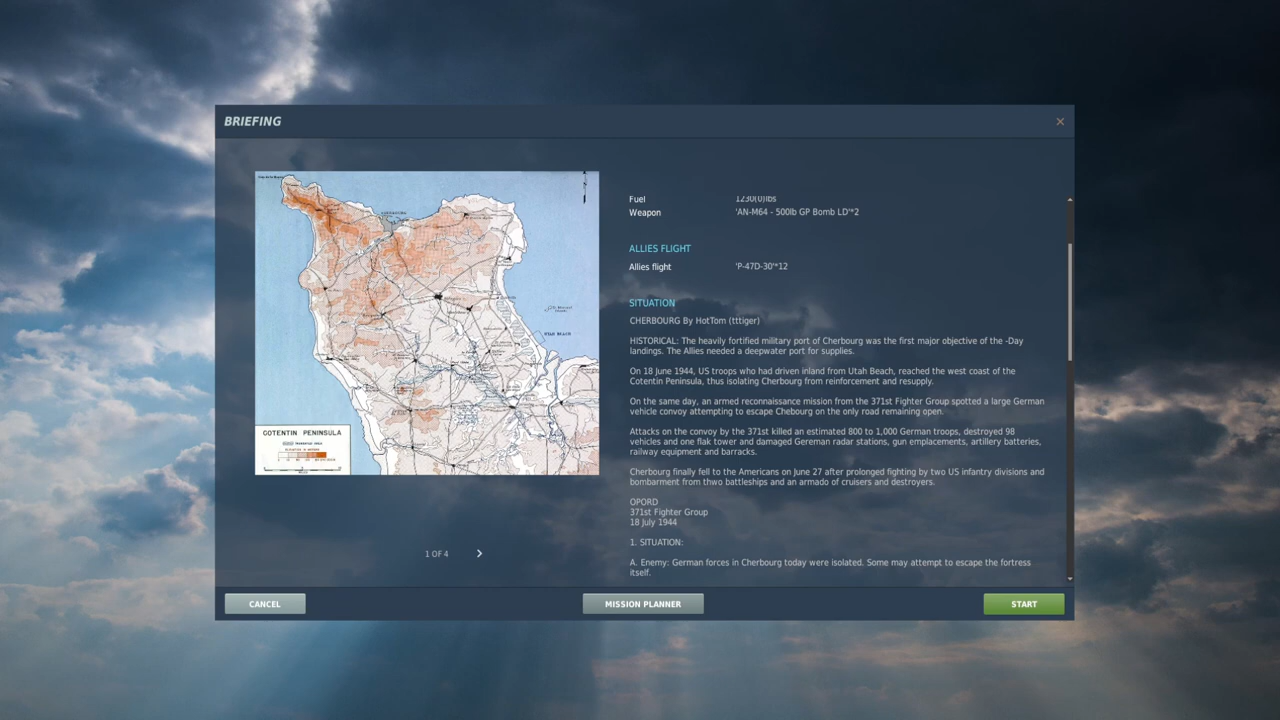 BRIEFING
Fuel 1230(0)lbs
Weapon 'AN-M64 - 500lb GP Bomb LD'*2
ALLIES FLIGHT
Allies flight 'P-47D-30'*12
SITUATION
CHERBOURG By HotTom (tttiger)
HISTORICAL: The heavily fortified military port of Cherbourg was the first major objective of the -Day
landings. The Allies needed a deepwater port for supplies.
On 18 June 1944, US troops who had driven inland from Utah Beach, reached the west coast of the
Cotentin Peninsula, thus isolating Cherbourg from reinforcement and resupply.
On the same day, an armed reconnaissance mission from the 371st Fighter Group spotted a large German
vehicle convoy attempting to escape Chebourg on the only road remaining open.
Attacks on the convoy by the 371st killed an estimated 800 to 1,000 German troops, destroyed 98
vehicles and one flak tower and damaged Gereman radar stations, gun emplacements, artillery batteries,
railway equipment and barracks.
Cherbourg finally fell to the Americans on June 27 after prolonged fighting by two US infantry divisions and
bombarment from thwo battleships and an armado of cruisers and destroyers.
OPORD
371st Fighter Group
18 July 1944
1. SITUATION:
A. Enemy: German forces in Cherbourg today were isolated. Some may attempt to escape the fortress
itself.
UTAH BEACH
COTENTIN PENINSULA
1 OF 4
CANCEL
MISSION PLANNER
START